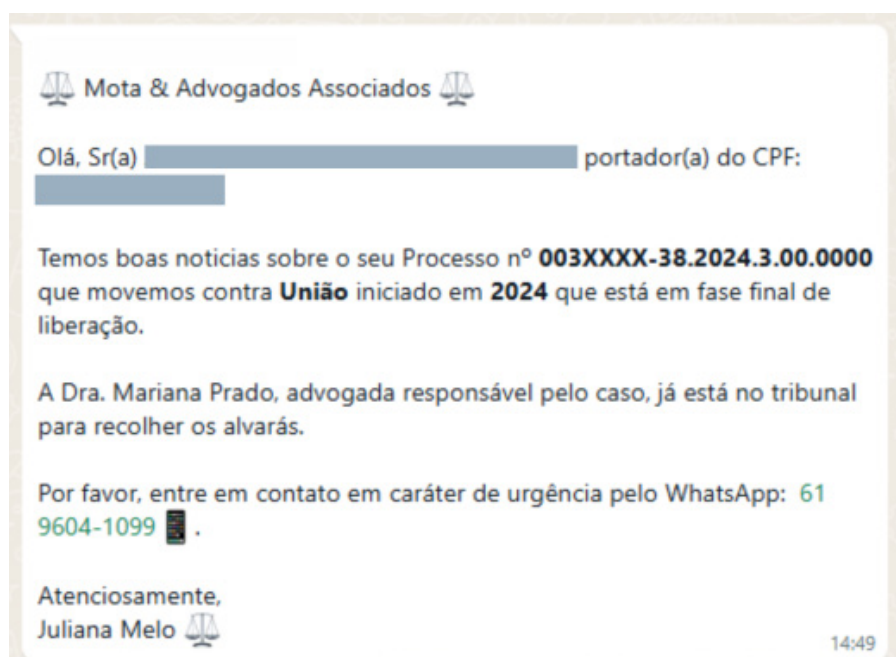 Mota & Advogados Associados
Olá, Sr(a) portador(a) do CPF:
Temos boas noticias sobre o seu Processo nº 003XXXX-38.2024.3.00.0000
que movemos contra União iniciado em 2024 que está em fase final de
liberação.
A Dra. Mariana Prado, advogada responsável pelo caso, já está no tribunal
para recolher os alvarás.
Por favor, entre em contato em caráter de urgência pelo WhatsApp: 61
9604-1099 .
Atenciosamente,
Juliana Melo
14:49